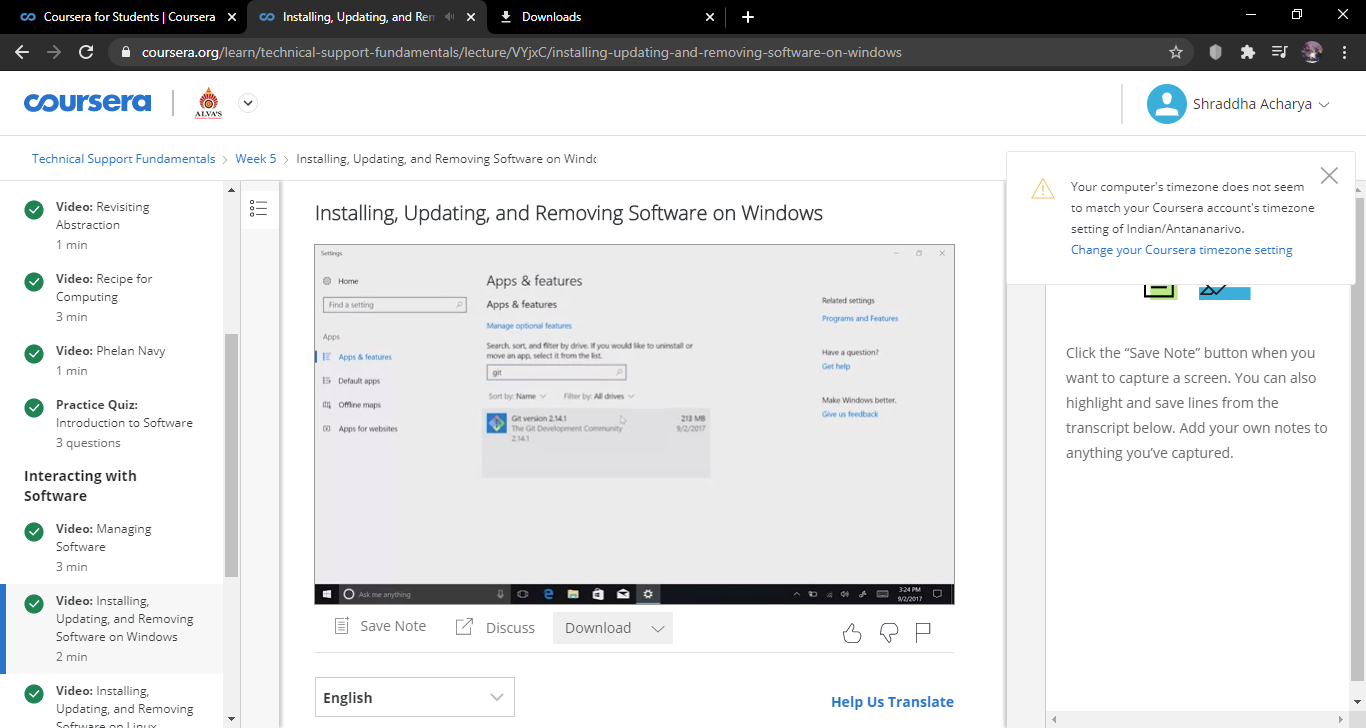 Coursera for Students | Coursera
Installing, Updating, and Rem
Downloads
coursera.org/learn/technical-support-fundamentals/lecture/VYjxC/installing-updating-and-removing-software-on-windows
coursera
ALVA'S
Shraddha Acharya
Technical Support Fundamentals
Week 5
Installing, Updating, and Removing Software on Windo
Your computer's timezone does not seem
to match your Coursera account's timezone
setting of Indian/Antananarivo.
Change your Coursera timezone setting
Video: Revisiting
Abstraction
1 min
Video: Recipe for
Computing
3 min
Video: Phelan Navy
1 min
Practice Quiz:
Introduction to Software
3 questions
Interacting with
Software
Video: Managing
Software
3 min
Video: Installing,
Updating, and Removing
Software on Windows
2 min
Video: Installing,
Updating, and Removing
Software on Linux
Installing, Updating, and Removing Software on Windows
Settings
Home
Find a setting
Apps
Apps & features
Default apps
Offline maps
Apps for websites
Apps & features
Apps & features
Manage optional features
Search, sort, and filter by drive. If you would like to uninstall or
move an app, select it from the list.
git
Sort by: Name
Filter by: All drives
Git version 2.14.1
213 MB
The Git Development Community
9/2/2017
2.14.1
Related settings
Programs and Features
Have a question?
Get help
Make Windows better.
Give us feedback
Ask me anything
3:24 PM
9/2/2017
Save Note
Discuss
Download
English
Help Us Translate
Click the “Save Note” button when you
want to capture a screen. You can also
highlight and save lines from the
transcript below. Add your own notes to
anything you’ve captured.